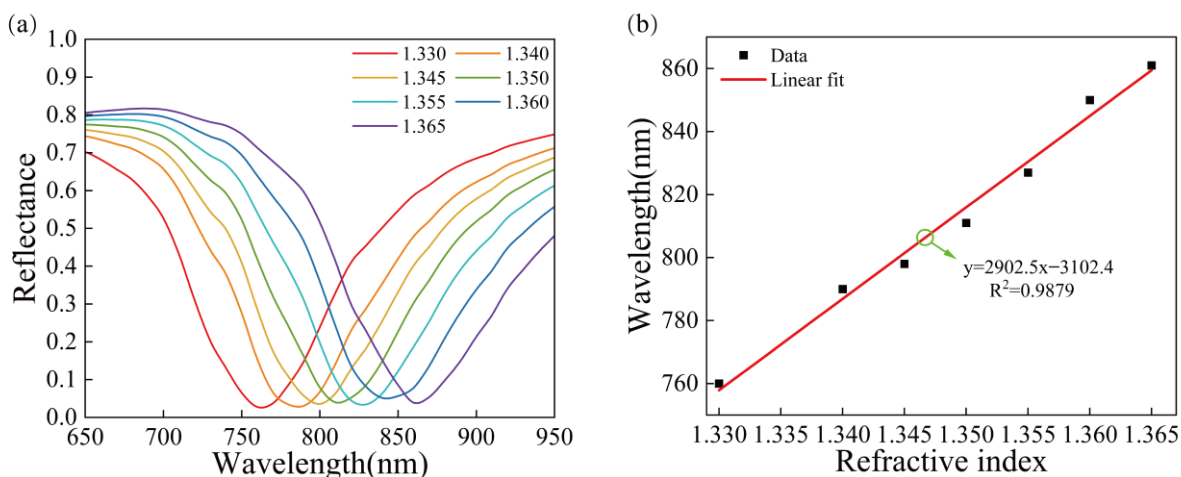 (a)
1.0
0.9
0.8
0.7
0.6
0.5
0.4
0.3
0.2
0.1
0.0
Reflectance
1.330 1.340
1.345 1.350
1.355 1.360
1.365
650 700 750 800 850 900 950
Wavelength(nm)
(b)
860
840
820
800
780
760
Wavelength(nm)
Data
Linear fit
y=2902.5x−3102.4
R²=0.9879
1.330 1.335 1.340 1.345 1.350 1.355 1.360 1.365
Refractive index